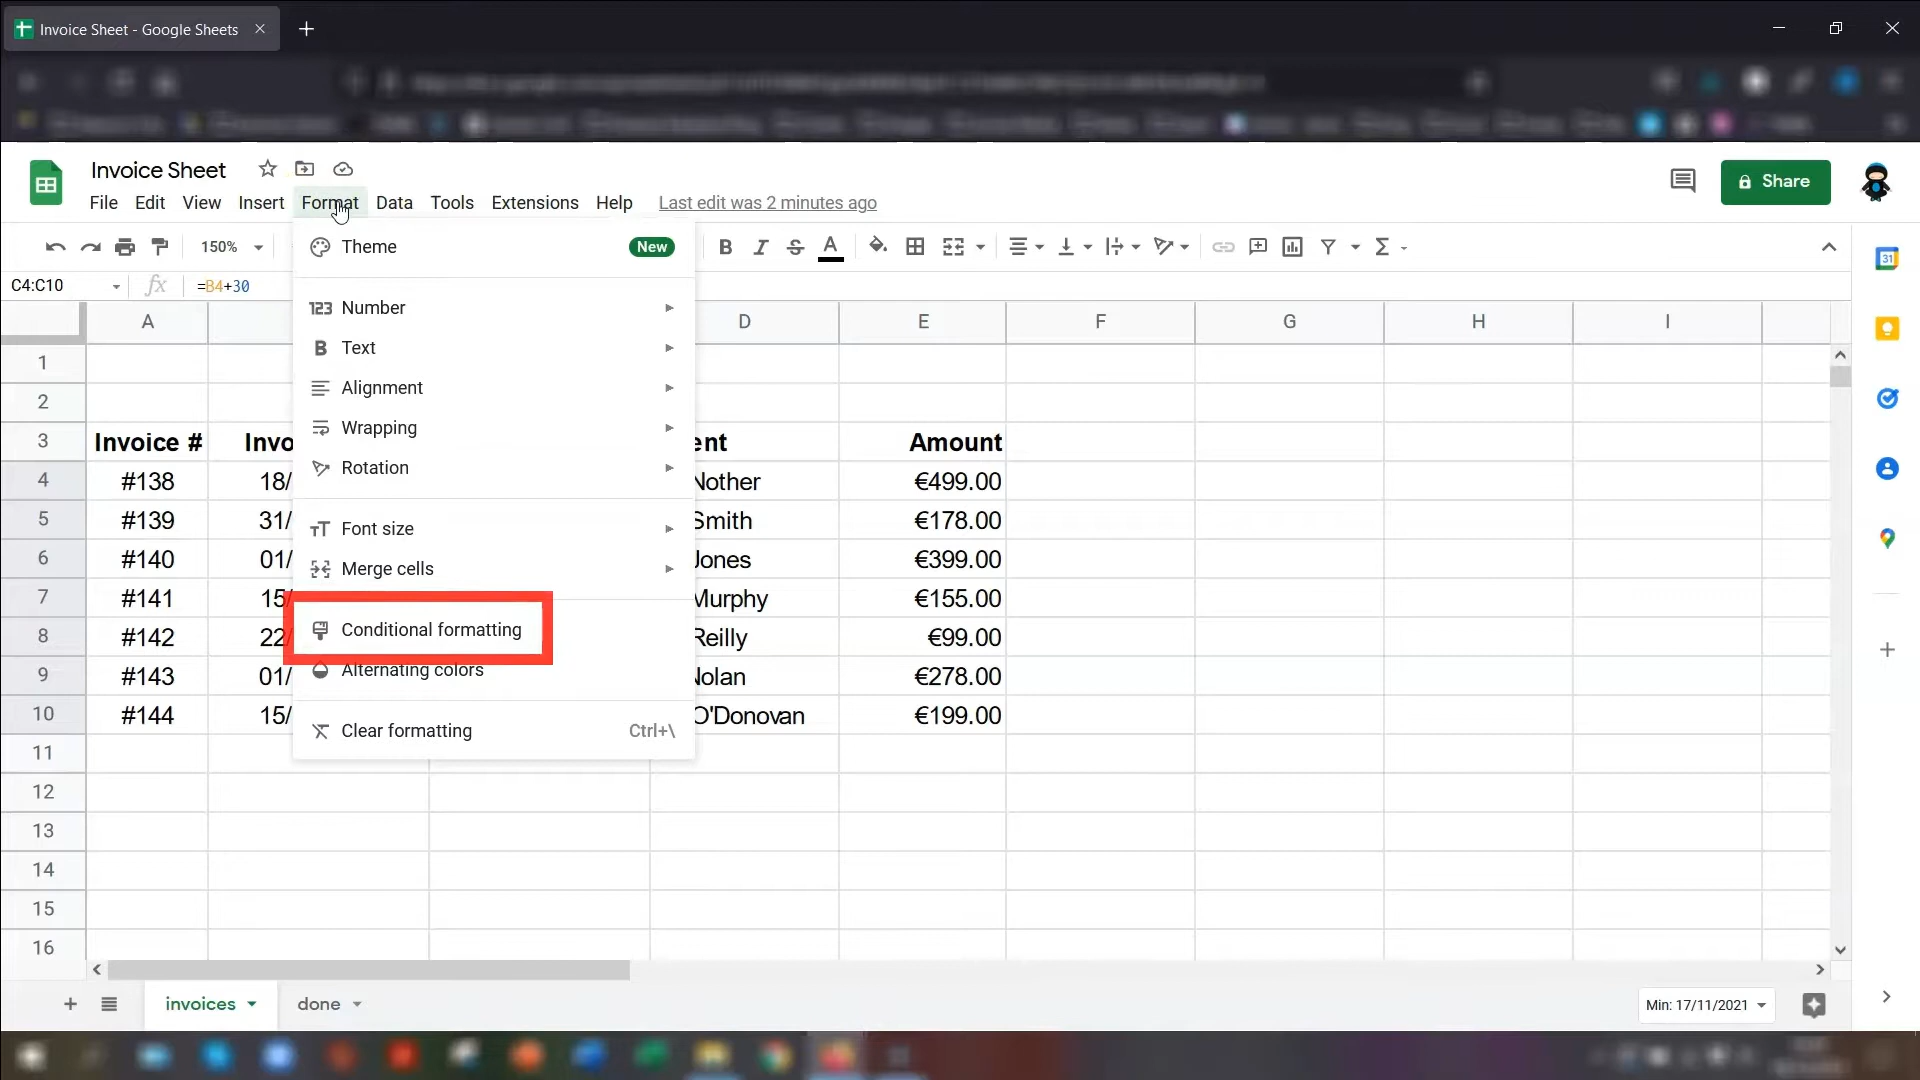 Invoice Sheet - Google Sheets
Invoice Sheet
Share
File Edit View Insert Format Data Tools Extensions Help Last edit was 2 minutes ago
150%
Theme New
C4:C10 fx =B4+30
123 Number
Text
Alignment
Wrapping
Rotation
Font size
Merge cells
Conditional formatting
Alternating colors
Clear formatting Ctrl+\
A D E F G H I
1
2
3 Invoice # Invo ent Amount
4 #138 18/ Nother €499.00
5 #139 31/ Smith €178.00
6 #140 01/ Jones €399.00
7 #141 15/ Murphy €155.00
8 #142 22/ Reilly €99.00
9 #143 01/ Nolan €278.00
10 #144 15/ O'Donovan €199.00
11
12
13
14
15
16
invoices done Min: 17/11/2021
31